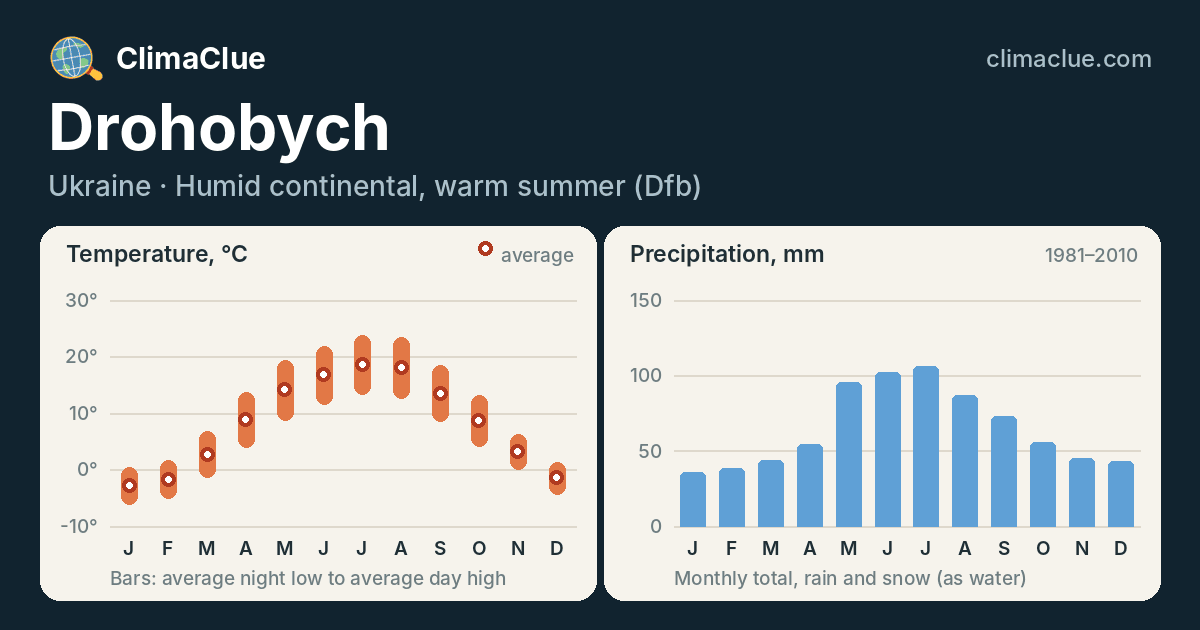 ClimaClue
climaclue.com
Drohobych
Ukraine · Humid continental, warm summer (Dfb)
Temperature, °C
average
30°
20°
10°
0°
-10°
J F M A M J J A S O N D
Bars: average night low to average day high
Precipitation, mm
1981–2010
150
100
50
0
J F M A M J J A S O N D
Monthly total, rain and snow (as water)